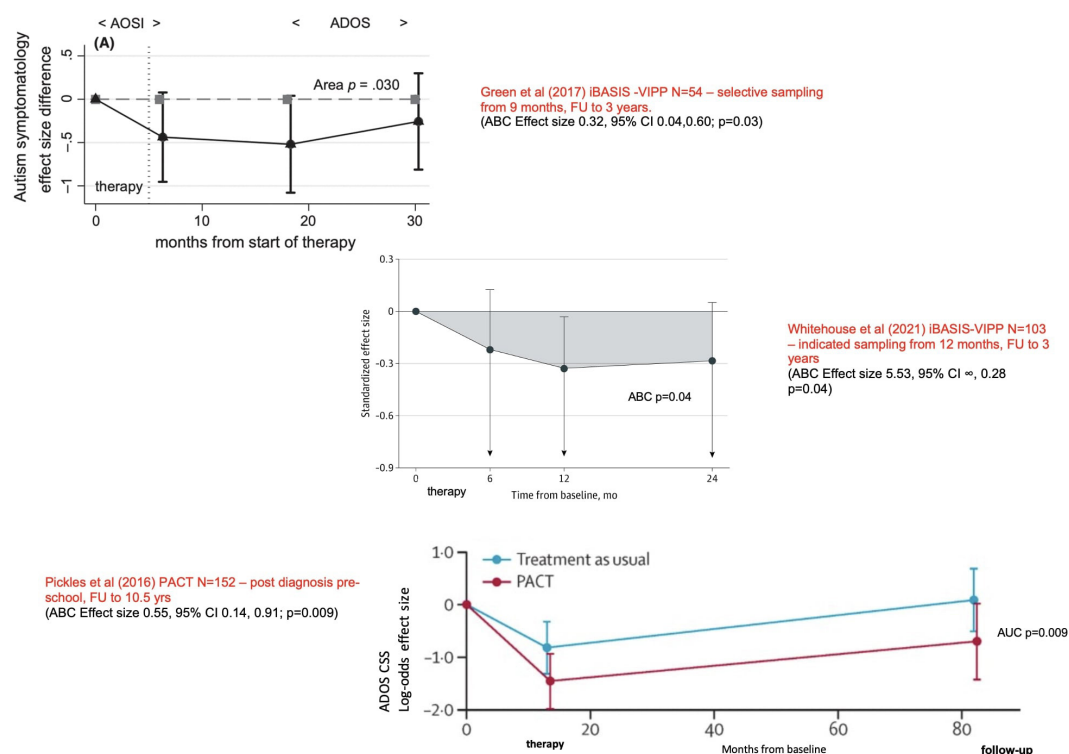 < AOSI >
< ADOS >
(A)
Autism symptomatology
effect size difference
.5
0
-.5
-1
Area p = .030
therapy
0 10 20 30
months from start of therapy
Green et al (2017) iBASIS -VIPP N=54 – selective sampling
from 9 months, FU to 3 years.
(ABC Effect size 0.32, 95% CI 0.04,0.60; p=0.03)
Standardized effect size
0.3
0
-0.3
-0.6
-0.9
ABC p=0.04
0 6 12 24
therapy
Time from baseline, mo
Whitehouse et al (2021) iBASIS-VIPP N=103
– indicated sampling from 12 months, FU to 3
years
(ABC Effect size 5.53, 95% CI ∞, 0.28
p=0.04)
Pickles et al (2016) PACT N=152 – post diagnosis pre-
school, FU to 10.5 yrs
(ABC Effect size 0.55, 95% CI 0.14, 0.91; p=0.009)
ADOS CSS
Log-odds effect size
1·0
0
–1·0
–2·0
Treatment as usual
PACT
AUC p=0.009
0 20 40 60 80
therapy
Months from baseline
follow-up